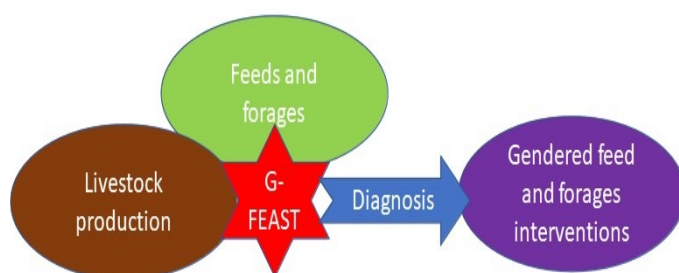 Feeds and
forages
Livestock
production
G-
FEAST
Diagnosis
Gendered feed
and forages
interventions